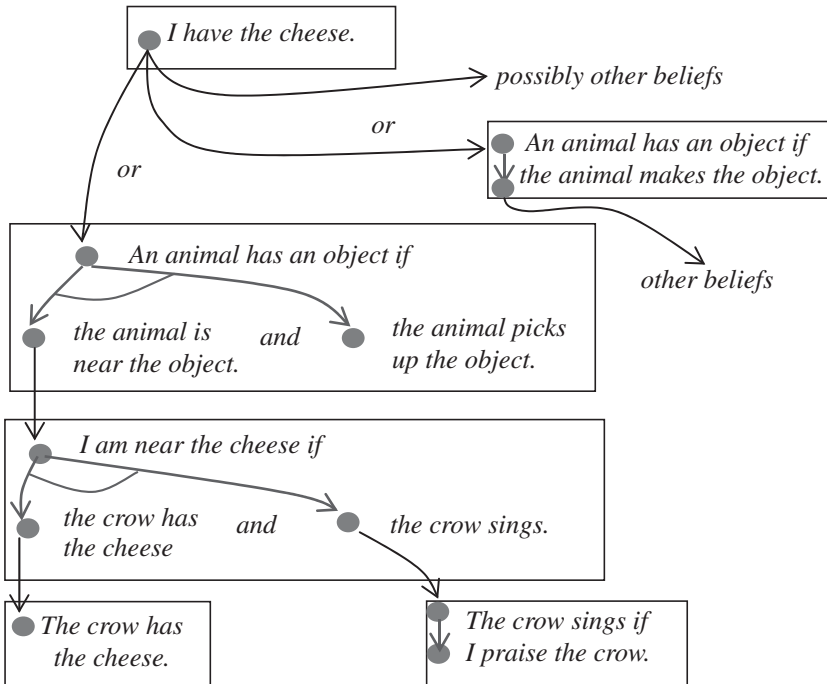 I have the cheese.
possibly other beliefs
or
or
An animal has an object if
the animal makes the object.
other beliefs
An animal has an object if
the animal is
near the object.
and
the animal picks
up the object.
I am near the cheese if
the crow has
the cheese
and
the crow sings.
The crow has
the cheese.
The crow sings if
I praise the crow.